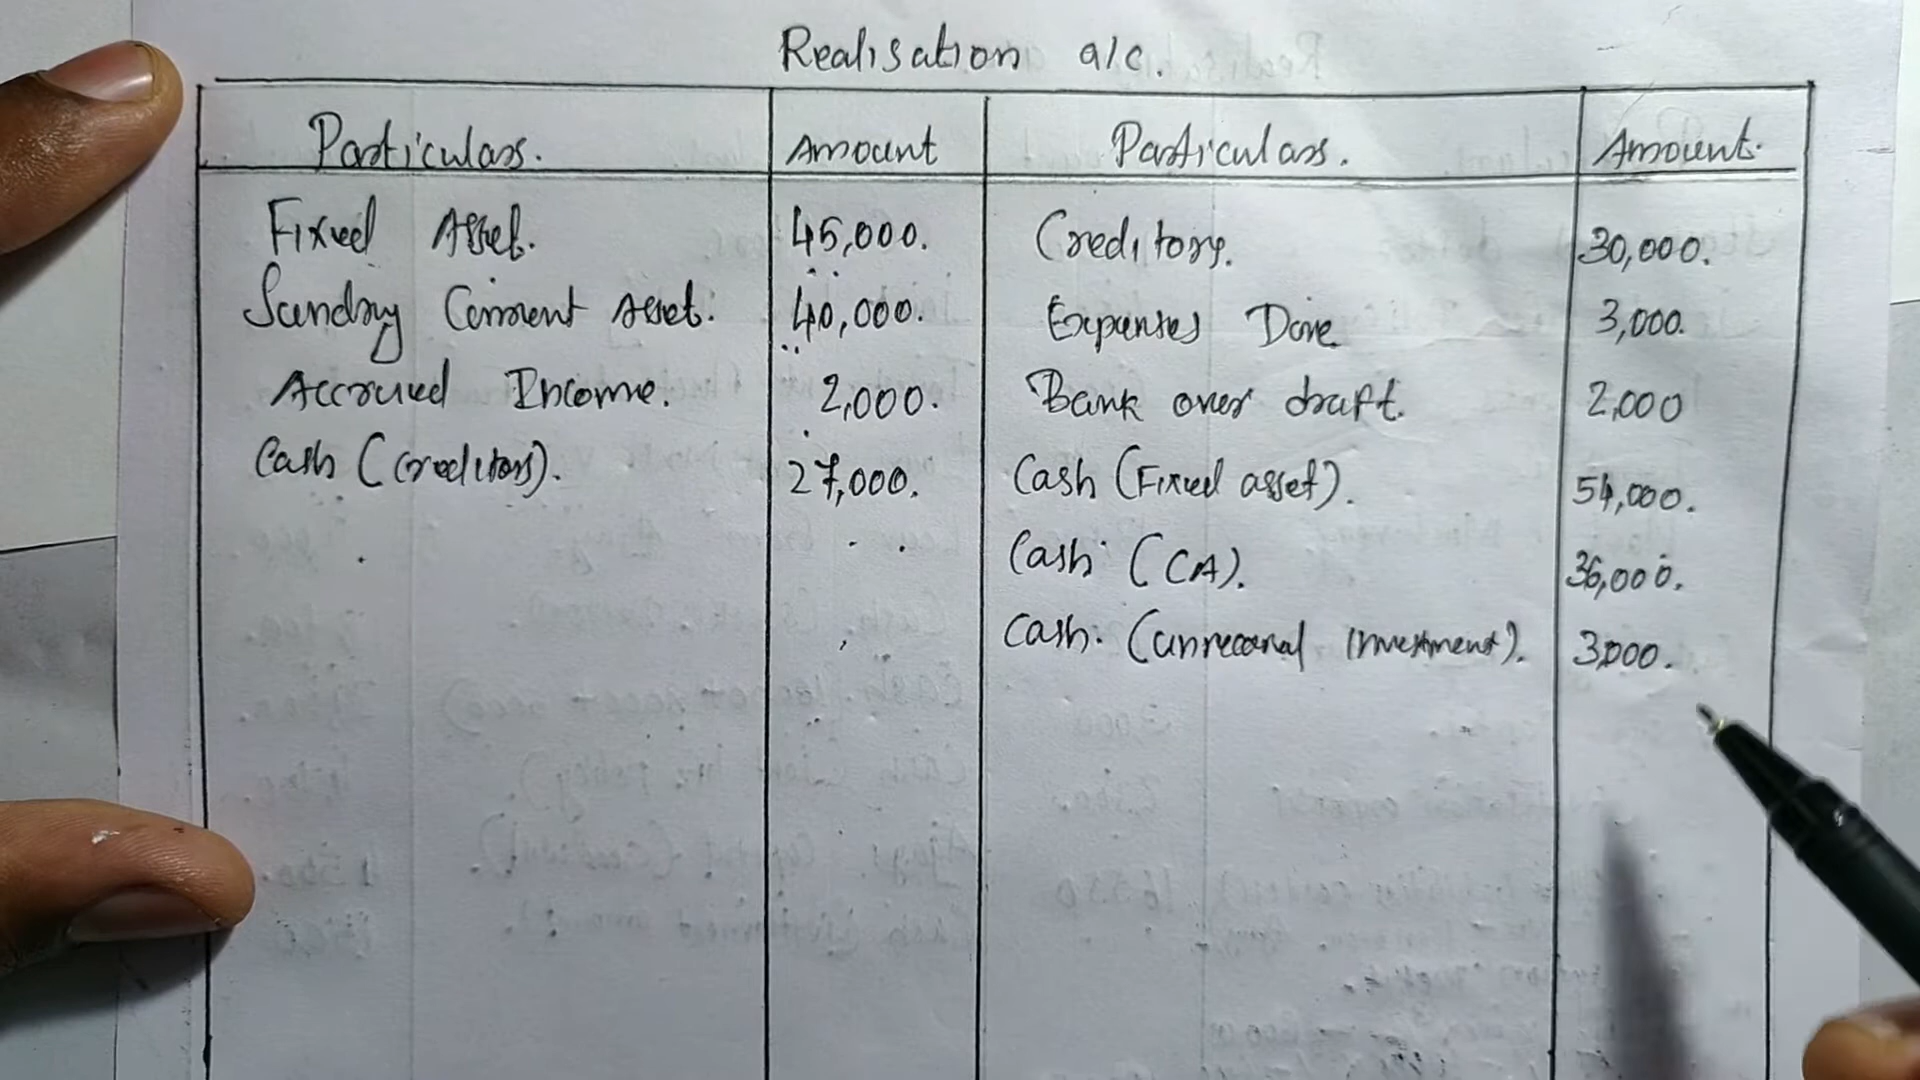 Realisation a/c.
Particulars. Amount Particulars. Amount.
Fixed Asset. 45,000. Creditors. 30,000.
Sundry Current Asset. 40,000. Expenses Due 3,000.
Accrued Income. 2,000. Bank over draft. 2,000
Cash (creditors). 27,000. Cash (Fixed asset). 54,000.
Cash (CA). 36,000.
Cash. (investment). 3,000.